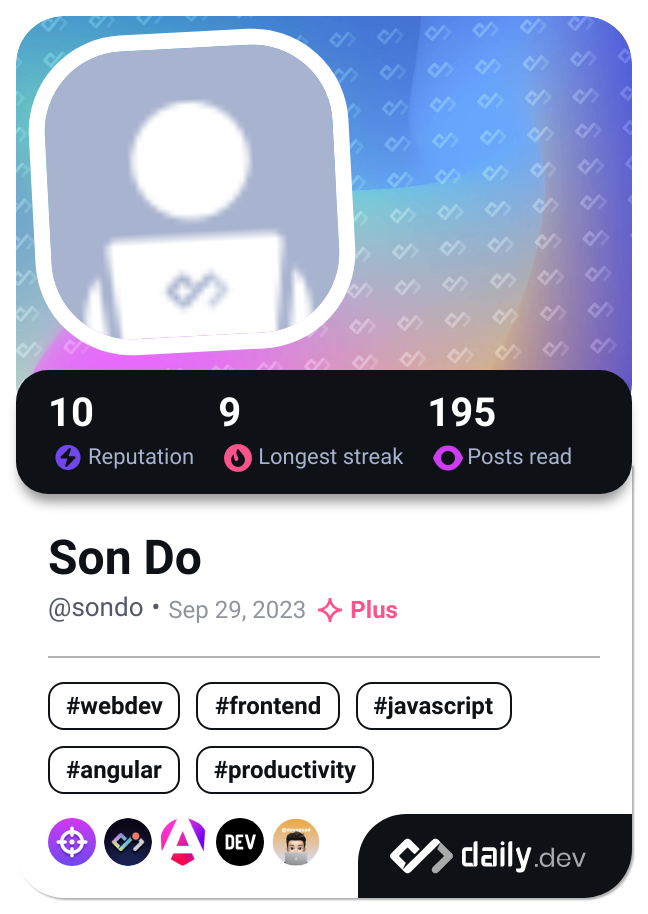 10 9 195
Reputation Longest streak Posts read
Son Do
@sondo • Sep 29, 2023 Plus
#webdev #frontend #javascript
#angular #productivity
DEV
daily.dev